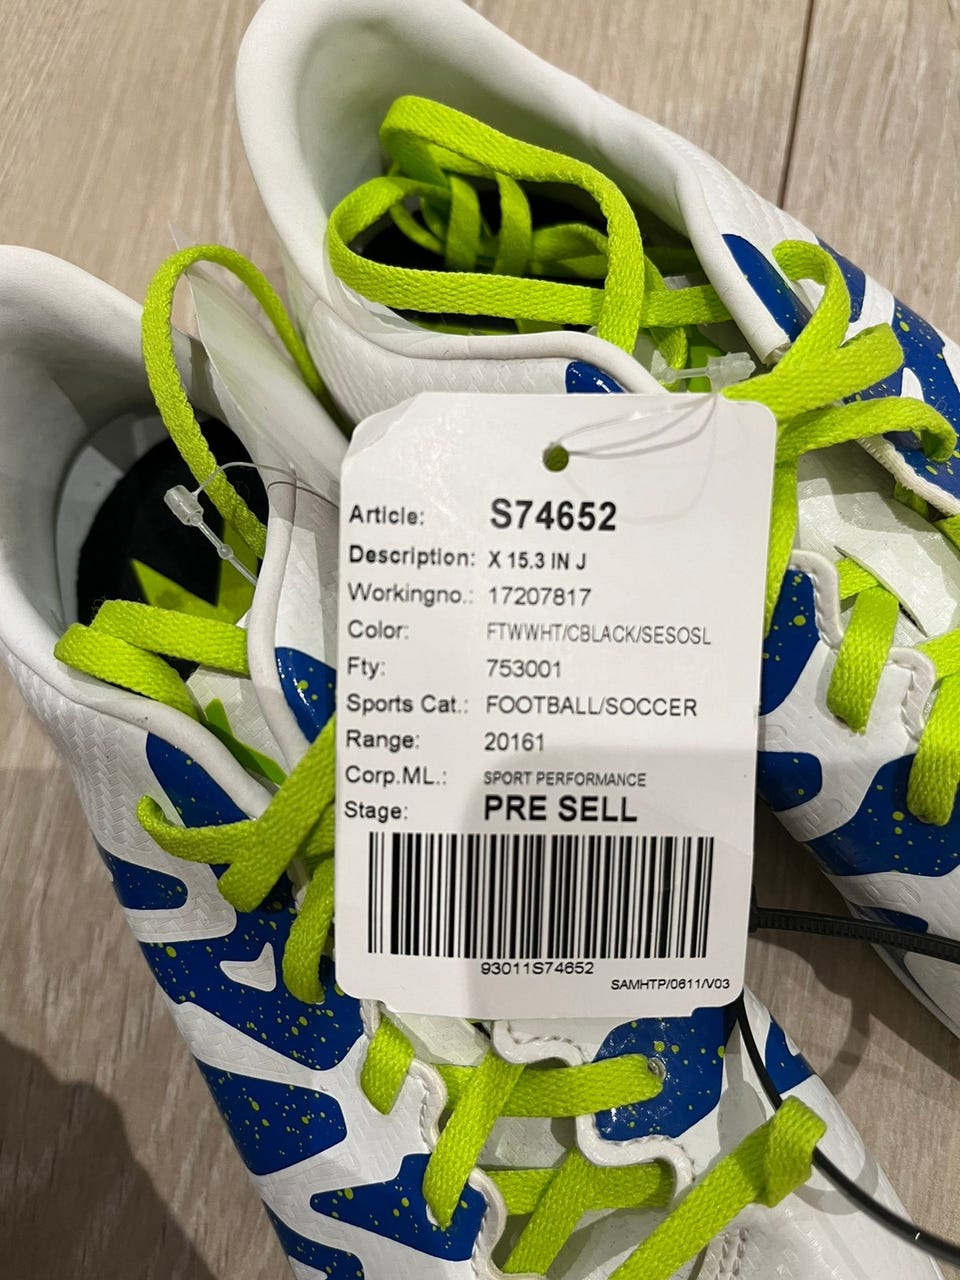 Article: S74652
Description: X 15.3 IN J
Workingno.: 17207817
Color: FTWWHT/CBLACK/SESOSL
Fty: 753001
Sports Cat.: FOOTBALL/SOCCER
Range: 20161
Corp.ML.: SPORT PERFORMANCE
Stage: PRE SELL
93011S74652
SAMHTP/0611/V03